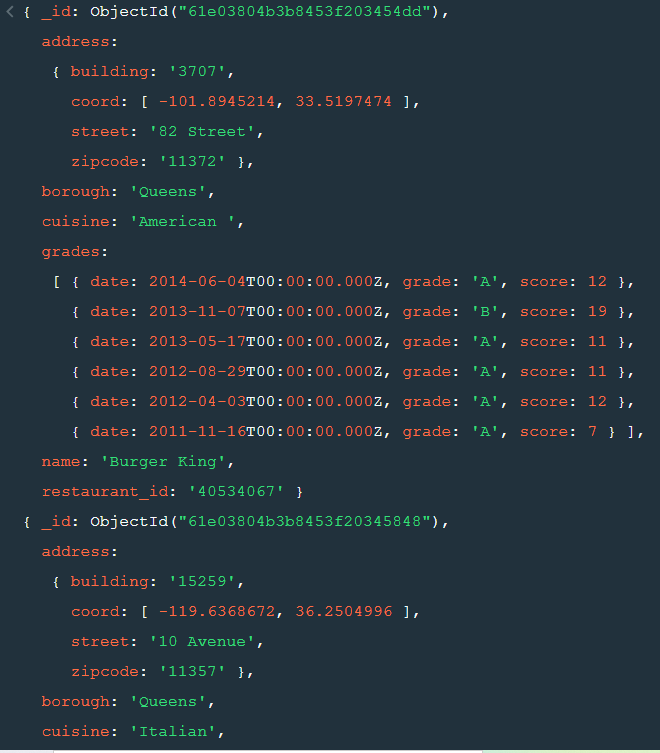 { _id: ObjectId("61e03804b3b8453f203454dd"),
address:
{ building: '3707',
coord: [ -101.8945214, 33.5197474 ],
street: '82 Street',
zipcode: '11372' },
borough: 'Queens',
cuisine: 'American ',
grades:
[ { date: 2014-06-04T00:00:00.000Z, grade: 'A', score: 12 },
{ date: 2013-11-07T00:00:00.000Z, grade: 'B', score: 19 },
{ date: 2013-05-17T00:00:00.000Z, grade: 'A', score: 11 },
{ date: 2012-08-29T00:00:00.000Z, grade: 'A', score: 11 },
{ date: 2012-04-03T00:00:00.000Z, grade: 'A', score: 12 },
{ date: 2011-11-16T00:00:00.000Z, grade: 'A', score: 7 } ],
name: 'Burger King',
restaurant_id: '40534067' }
{ _id: ObjectId("61e03804b3b8453f20345848"),
address:
{ building: '15259',
coord: [ -119.6368672, 36.2504996 ],
street: '10 Avenue',
zipcode: '11357' },
borough: 'Queens',
cuisine: 'Italian',